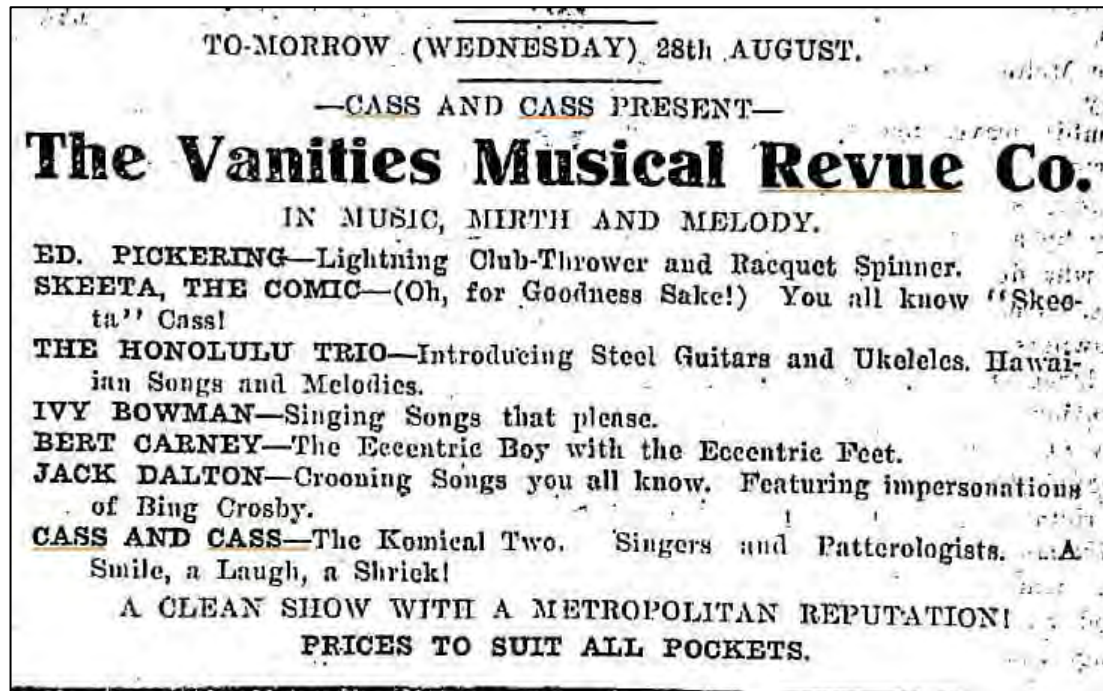 TO-MORROW (WEDNESDAY) 28th AUGUST.
—CASS AND CASS PRESENT—
The Vanities Musical Revue Co.
IN MUSIC, MIRTH AND MELODY.
ED. PICKERING—Lightning Club-Thrower and Racquet Spinner.
SKEETA, THE COMIC—(Oh, for Goodness Sake!) You all know "Skee-
ta" Cass!
THE HONOLULU TRIO—Introducing Steel Guitars and Ukeleles. Hawai-
ian Songs and Melodies.
IVY BOWMAN—Singing Songs that please.
BERT CARNEY—The Eccentric Boy with the Eccentric Feet.
JACK DALTON—Crooning Songs you all know. Featuring impersonations
of Bing Crosby.
CASS AND CASS—The Komical Two. Singers and Patterologists. A
Smile, a Laugh, a Shriek!
A CLEAN SHOW WITH A METROPOLITAN REPUTATION!
PRICES TO SUIT ALL POCKETS.